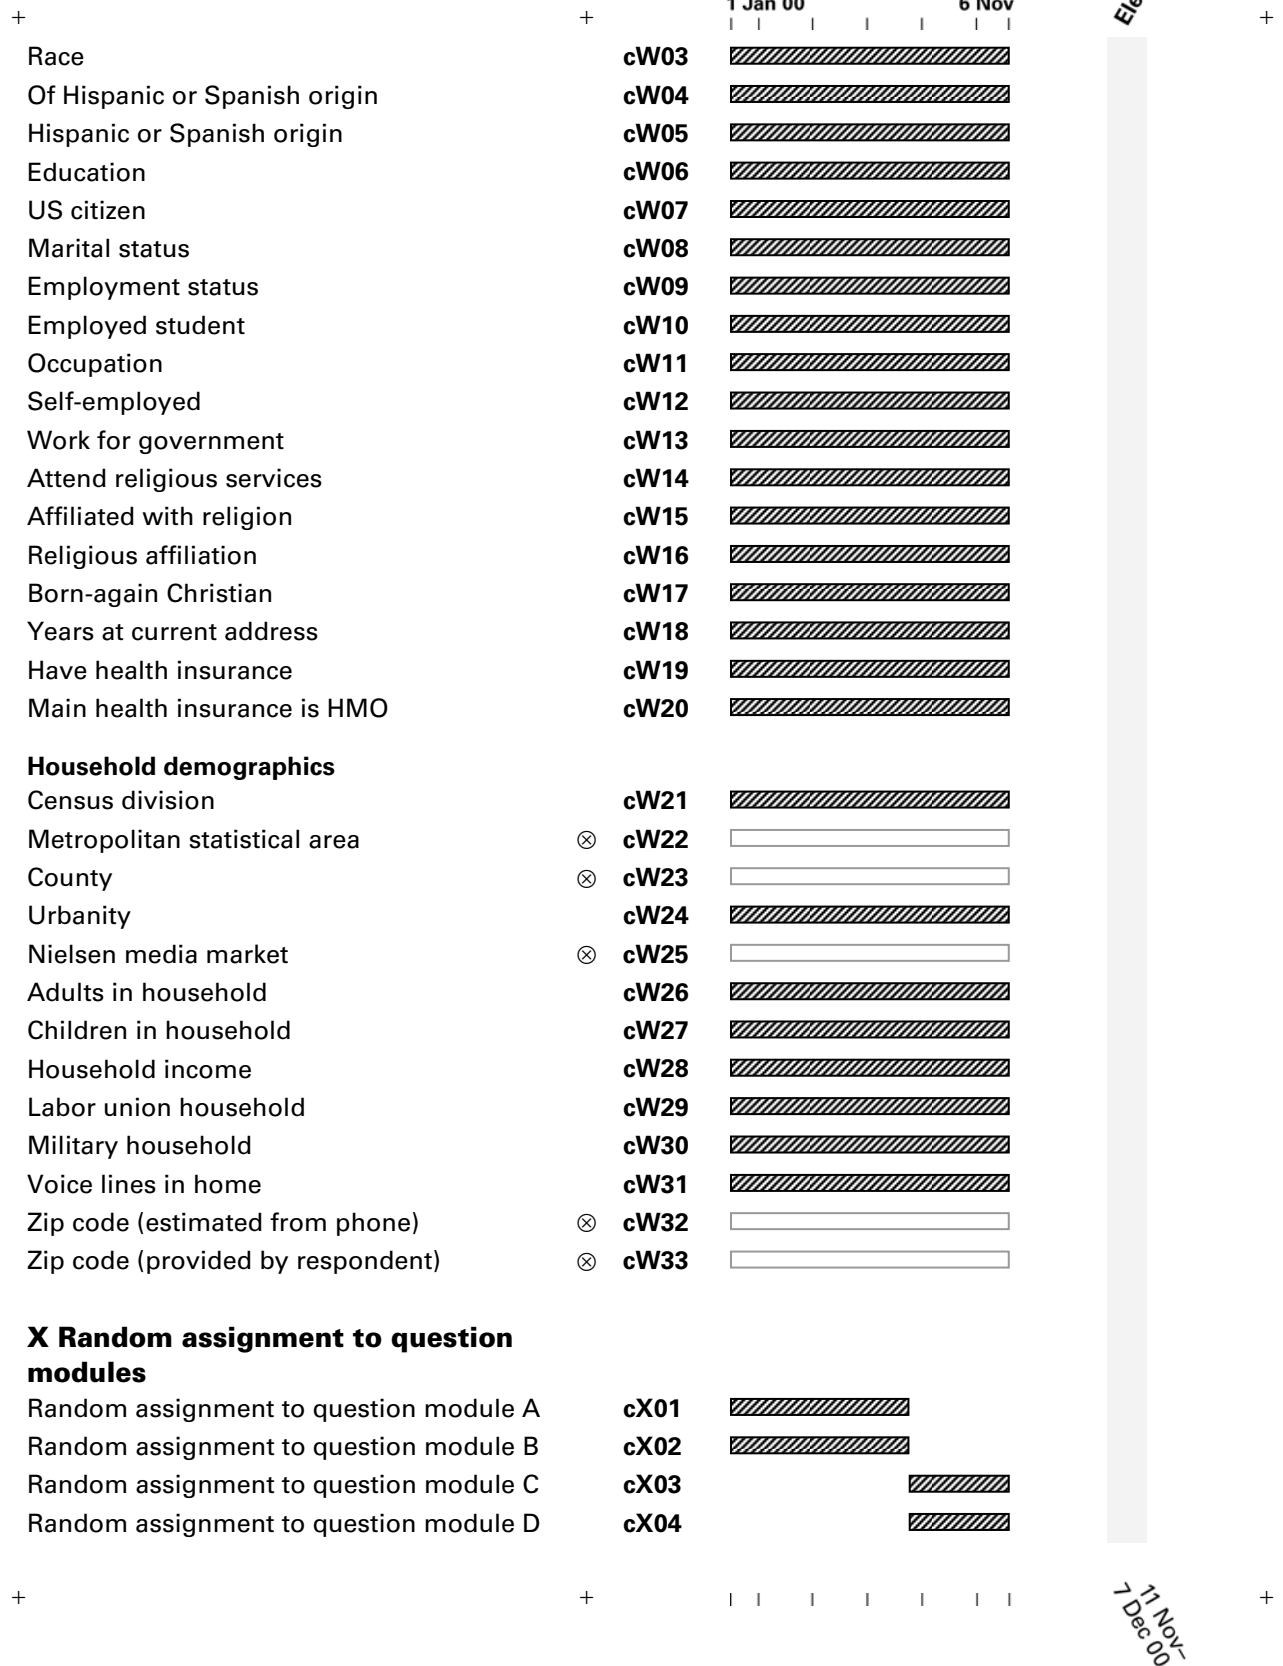 1 Jan 00 6 Nov
Race cW03
Of Hispanic or Spanish origin cW04
Hispanic or Spanish origin cW05
Education cW06
US citizen cW07
Marital status cW08
Employment status cW09
Employed student cW10
Occupation cW11
Self-employed cW12
Work for government cW13
Attend religious services cW14
Affiliated with religion cW15
Religious affiliation cW16
Born-again Christian cW17
Years at current address cW18
Have health insurance cW19
Main health insurance is HMO cW20
Household demographics
Census division cW21
Metropolitan statistical area ⊗ cW22
County ⊗ cW23
Urbanity cW24
Nielsen media market ⊗ cW25
Adults in household cW26
Children in household cW27
Household income cW28
Labor union household cW29
Military household cW30
Voice lines in home cW31
Zip code (estimated from phone) ⊗ cW32
Zip code (provided by respondent) ⊗ cW33
X Random assignment to question
modules
Random assignment to question module A cX01
Random assignment to question module B cX02
Random assignment to question module C cX03
Random assignment to question module D cX04
11 Nov–
7 Dec 00